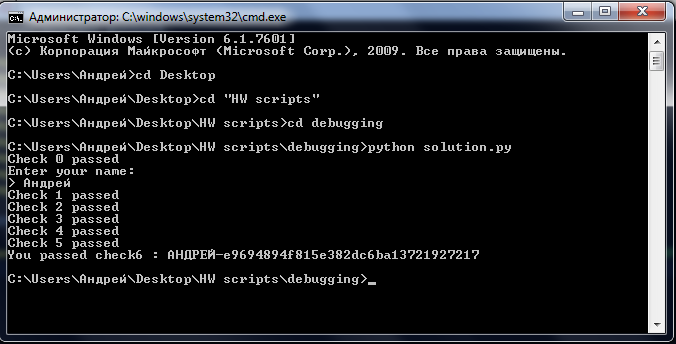 Администратор: C:\windows\system32\cmd.exe
Microsoft Windows [Version 6.1.7601]
(c) Корпорация Майкрософт (Microsoft Corp.), 2009. Все права защищены.
C:\Users\Андрей>cd Desktop
C:\Users\Андрей\Desktop>cd "HW scripts"
C:\Users\Андрей\Desktop\HW scripts>cd debugging
C:\Users\Андрей\Desktop\HW scripts\debugging>python solution.py
Check 0 passed
Enter your name:
> Андрей
Check 1 passed
Check 2 passed
Check 3 passed
Check 4 passed
Check 5 passed
You passed check6 : АНДРЕЙ-e9694894f815e382dc6ba13721927217
C:\Users\Андрей\Desktop\HW scripts\debugging>_